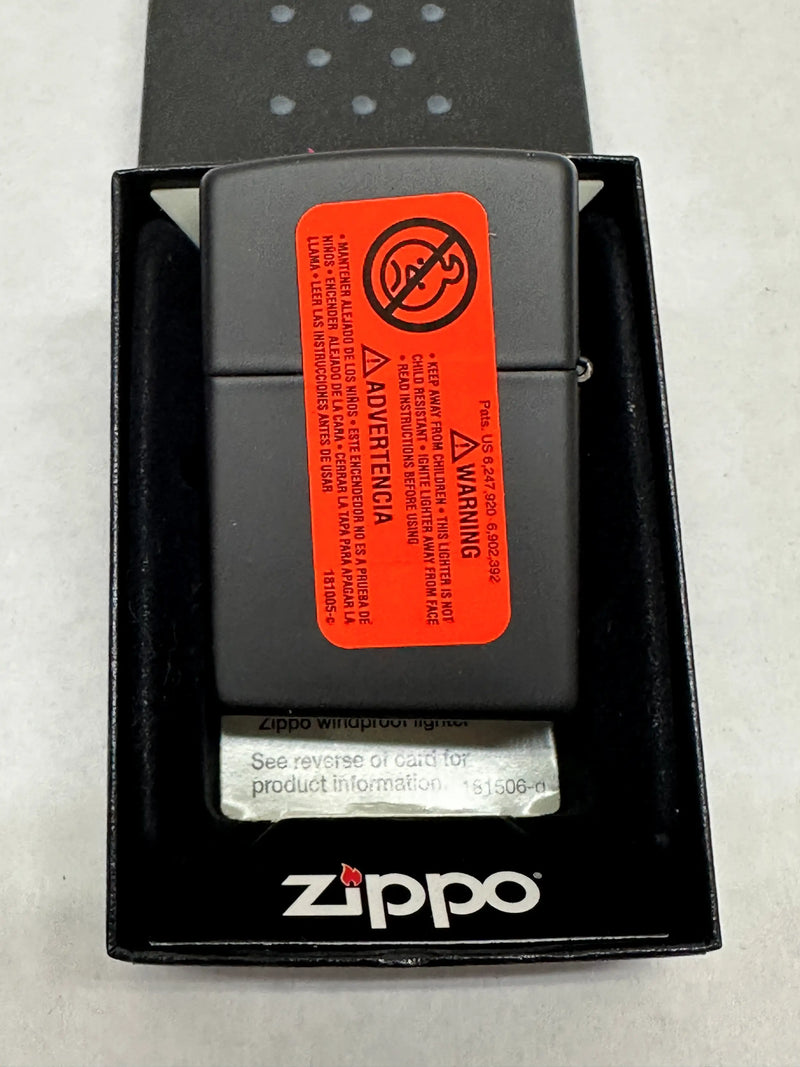 Pats. US 6,247,920 6,902,392
WARNING
• KEEP AWAY FROM CHILDREN • THIS LIGHTER IS NOT
CHILD RESISTANT • IGNITE LIGHTER AWAY FROM FACE
• READ INSTRUCTIONS BEFORE USING
ADVERTENCIA
• MANTENER ALEJADO DE LOS NIÑOS • ESTE ENCENDEDOR NO ES A PRUEBA DE
NIÑOS • ENCENDER ALEJADO DE LA CARA • CERRAR LA TAPA PARA APAGAR LA
LLAMA • LEER LAS INSTRUCCIONES ANTES DE USAR
181005-c
Zippo windproof lighter
See reverse of card for
product information. 181506-d
zippo